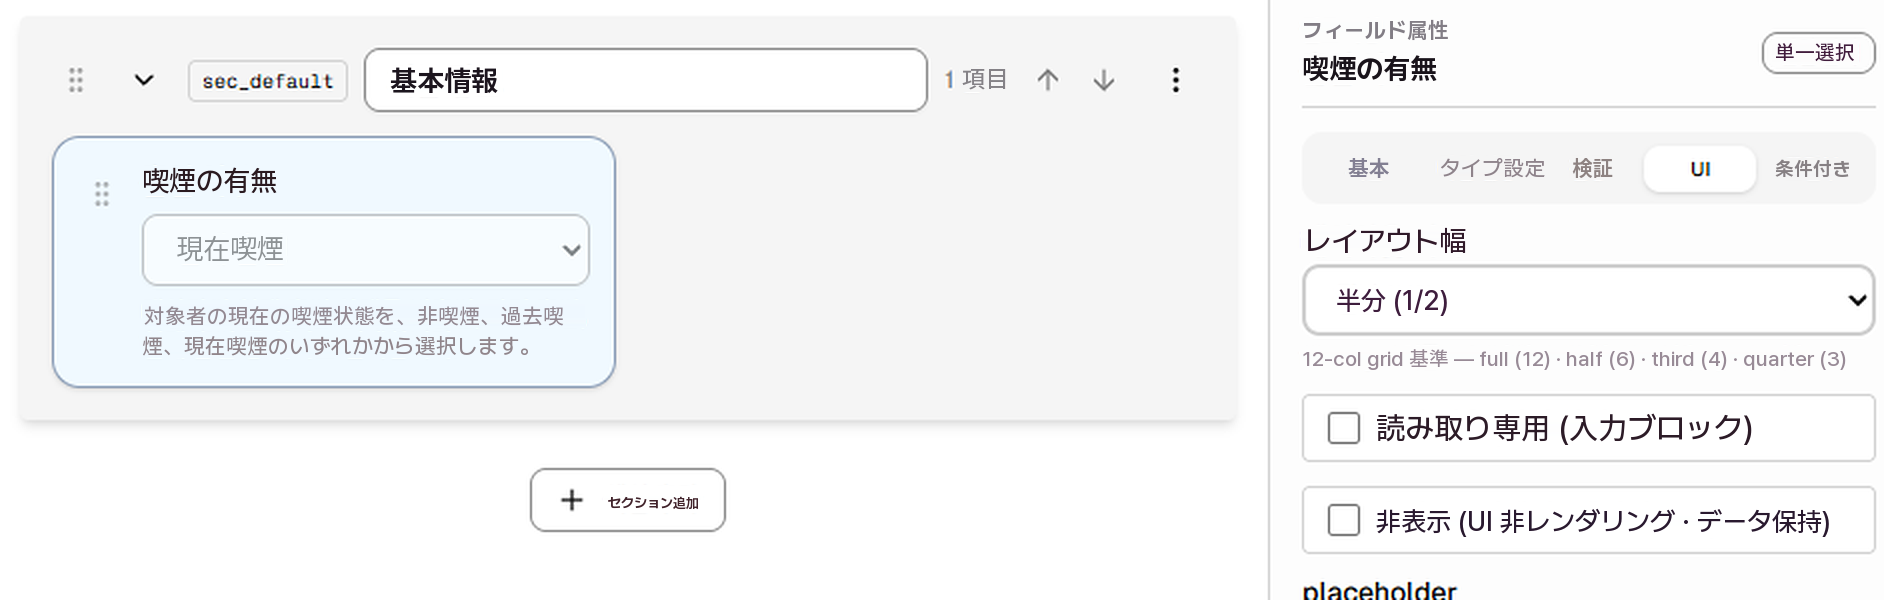 sec_default
基本情報
1 項目
喫煙の有無
現在喫煙
対象者の現在の喫煙状態を、非喫煙、過去喫
煙、現在喫煙のいずれかから選択します。
セクション追加
フィールド属性
喫煙の有無
単一選択
基本 タイプ設定 検証 UI 条件付き
レイアウト幅
半分 (1/2)
12-col grid 基準 — full (12) · half (6) · third (4) · quarter (3)
読み取り専用 (入力ブロック)
非表示 (UI 非レンダリング · データ保持)
placeholder